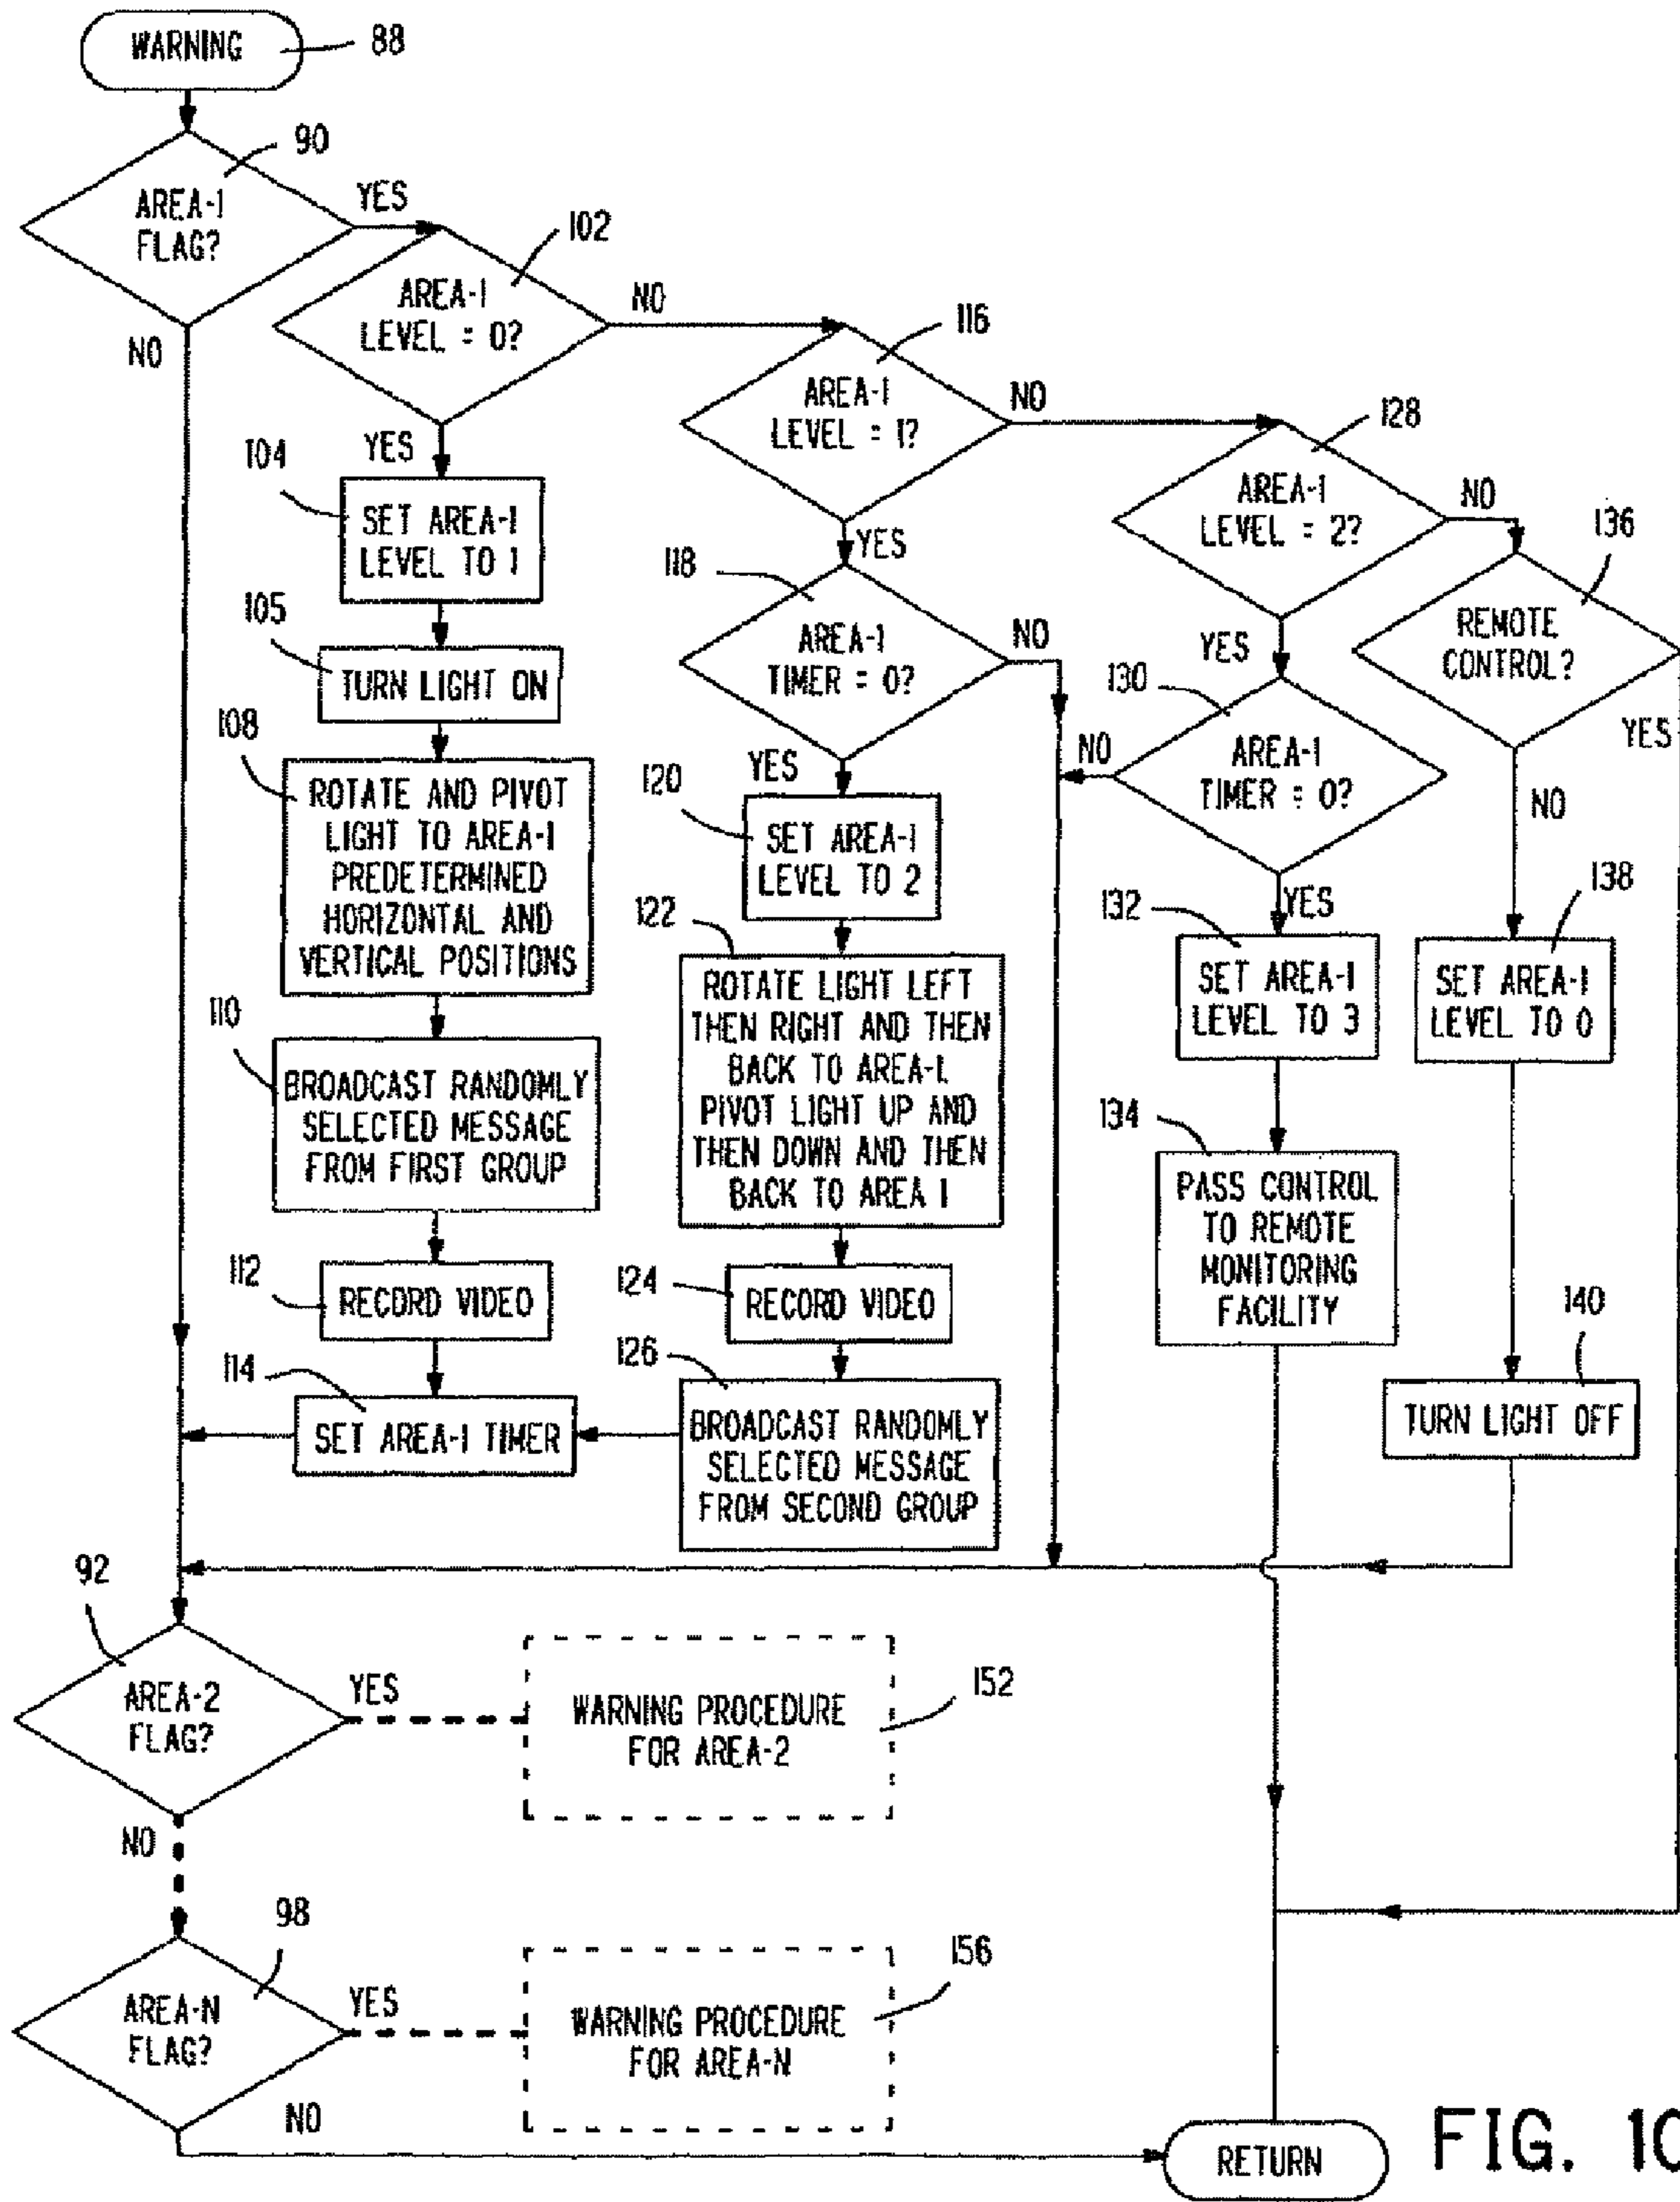 WARNING
88
90
AREA-1
FLAG?
YES
NO
102
AREA-1
LEVEL = 0?
NO
YES
104
SET AREA-1
LEVEL TO 1
105
TURN LIGHT ON
108
ROTATE AND PIVOT
LIGHT TO AREA-1
PREDETERMINED
HORIZONTAL AND
VERTICAL POSITIONS
110
BROADCAST RANDOMLY
SELECTED MESSAGE
FROM FIRST GROUP
112
RECORD VIDEO
114
SET AREA-1 TIMER
116
AREA-1
LEVEL = 1?
NO
YES
118
AREA-1
TIMER = 0?
NO
YES
120
SET AREA-1
LEVEL TO 2
122
ROTATE LIGHT LEFT
THEN RIGHT AND THEN
BACK TO AREA-1.
PIVOT LIGHT UP AND
THEN DOWN AND THEN
BACK TO AREA 1
124
RECORD VIDEO
126
BROADCAST RANDOMLY
SELECTED MESSAGE
FROM SECOND GROUP
128
AREA-1
LEVEL = 2?
NO
YES
130
AREA-1
TIMER = 0?
NO
YES
132
SET AREA-1
LEVEL TO 3
134
PASS CONTROL
TO REMOTE
MONITORING
FACILITY
136
REMOTE
CONTROL?
YES
NO
138
SET AREA-1
LEVEL TO 0
140
TURN LIGHT OFF
92
AREA-2
FLAG?
YES
NO
152
WARNING PROCEDURE
FOR AREA-2
98
AREA-N
FLAG?
YES
NO
156
WARNING PROCEDURE
FOR AREA-N
RETURN
FIG. 10